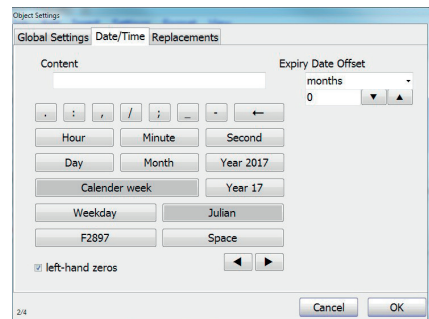 Object Settings
Global Settings Date/Time Replacements
Content Expiry Date Offset
months
0 ▼ ▲
. : , / ; _ - ←
Hour Minute Second
Day Month Year 2017
Calender week Year 17
Weekday Julian
F2897 Space
left-hand zeros ◀ ▶
2/4 Cancel OK